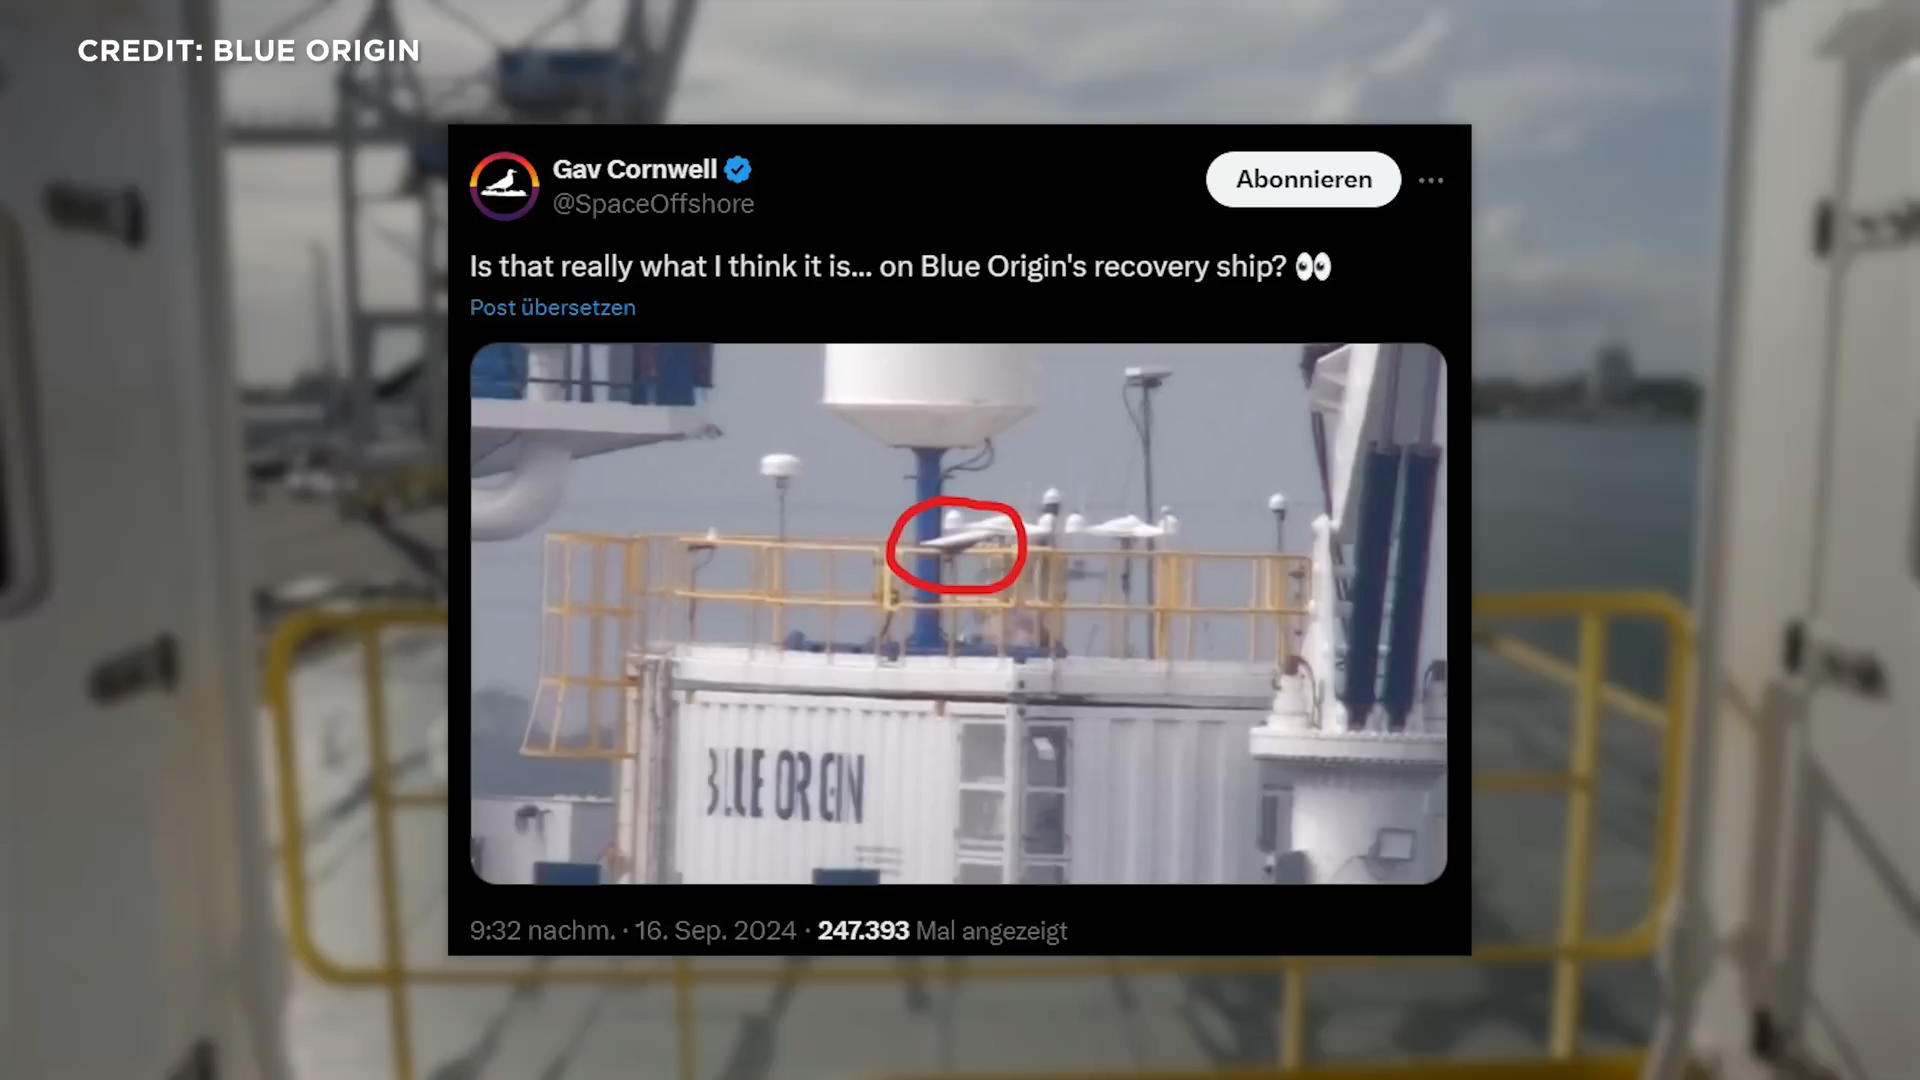 CREDIT: BLUE ORIGIN
Gav Cornwell
@SpaceOffshore
Abonnieren
Is that really what I think it is... on Blue Origin's recovery ship? 👀
Post übersetzen
BLUE ORIGIN
9:32 nachm. · 16. Sep. 2024 · 247.393 Mal angezeigt